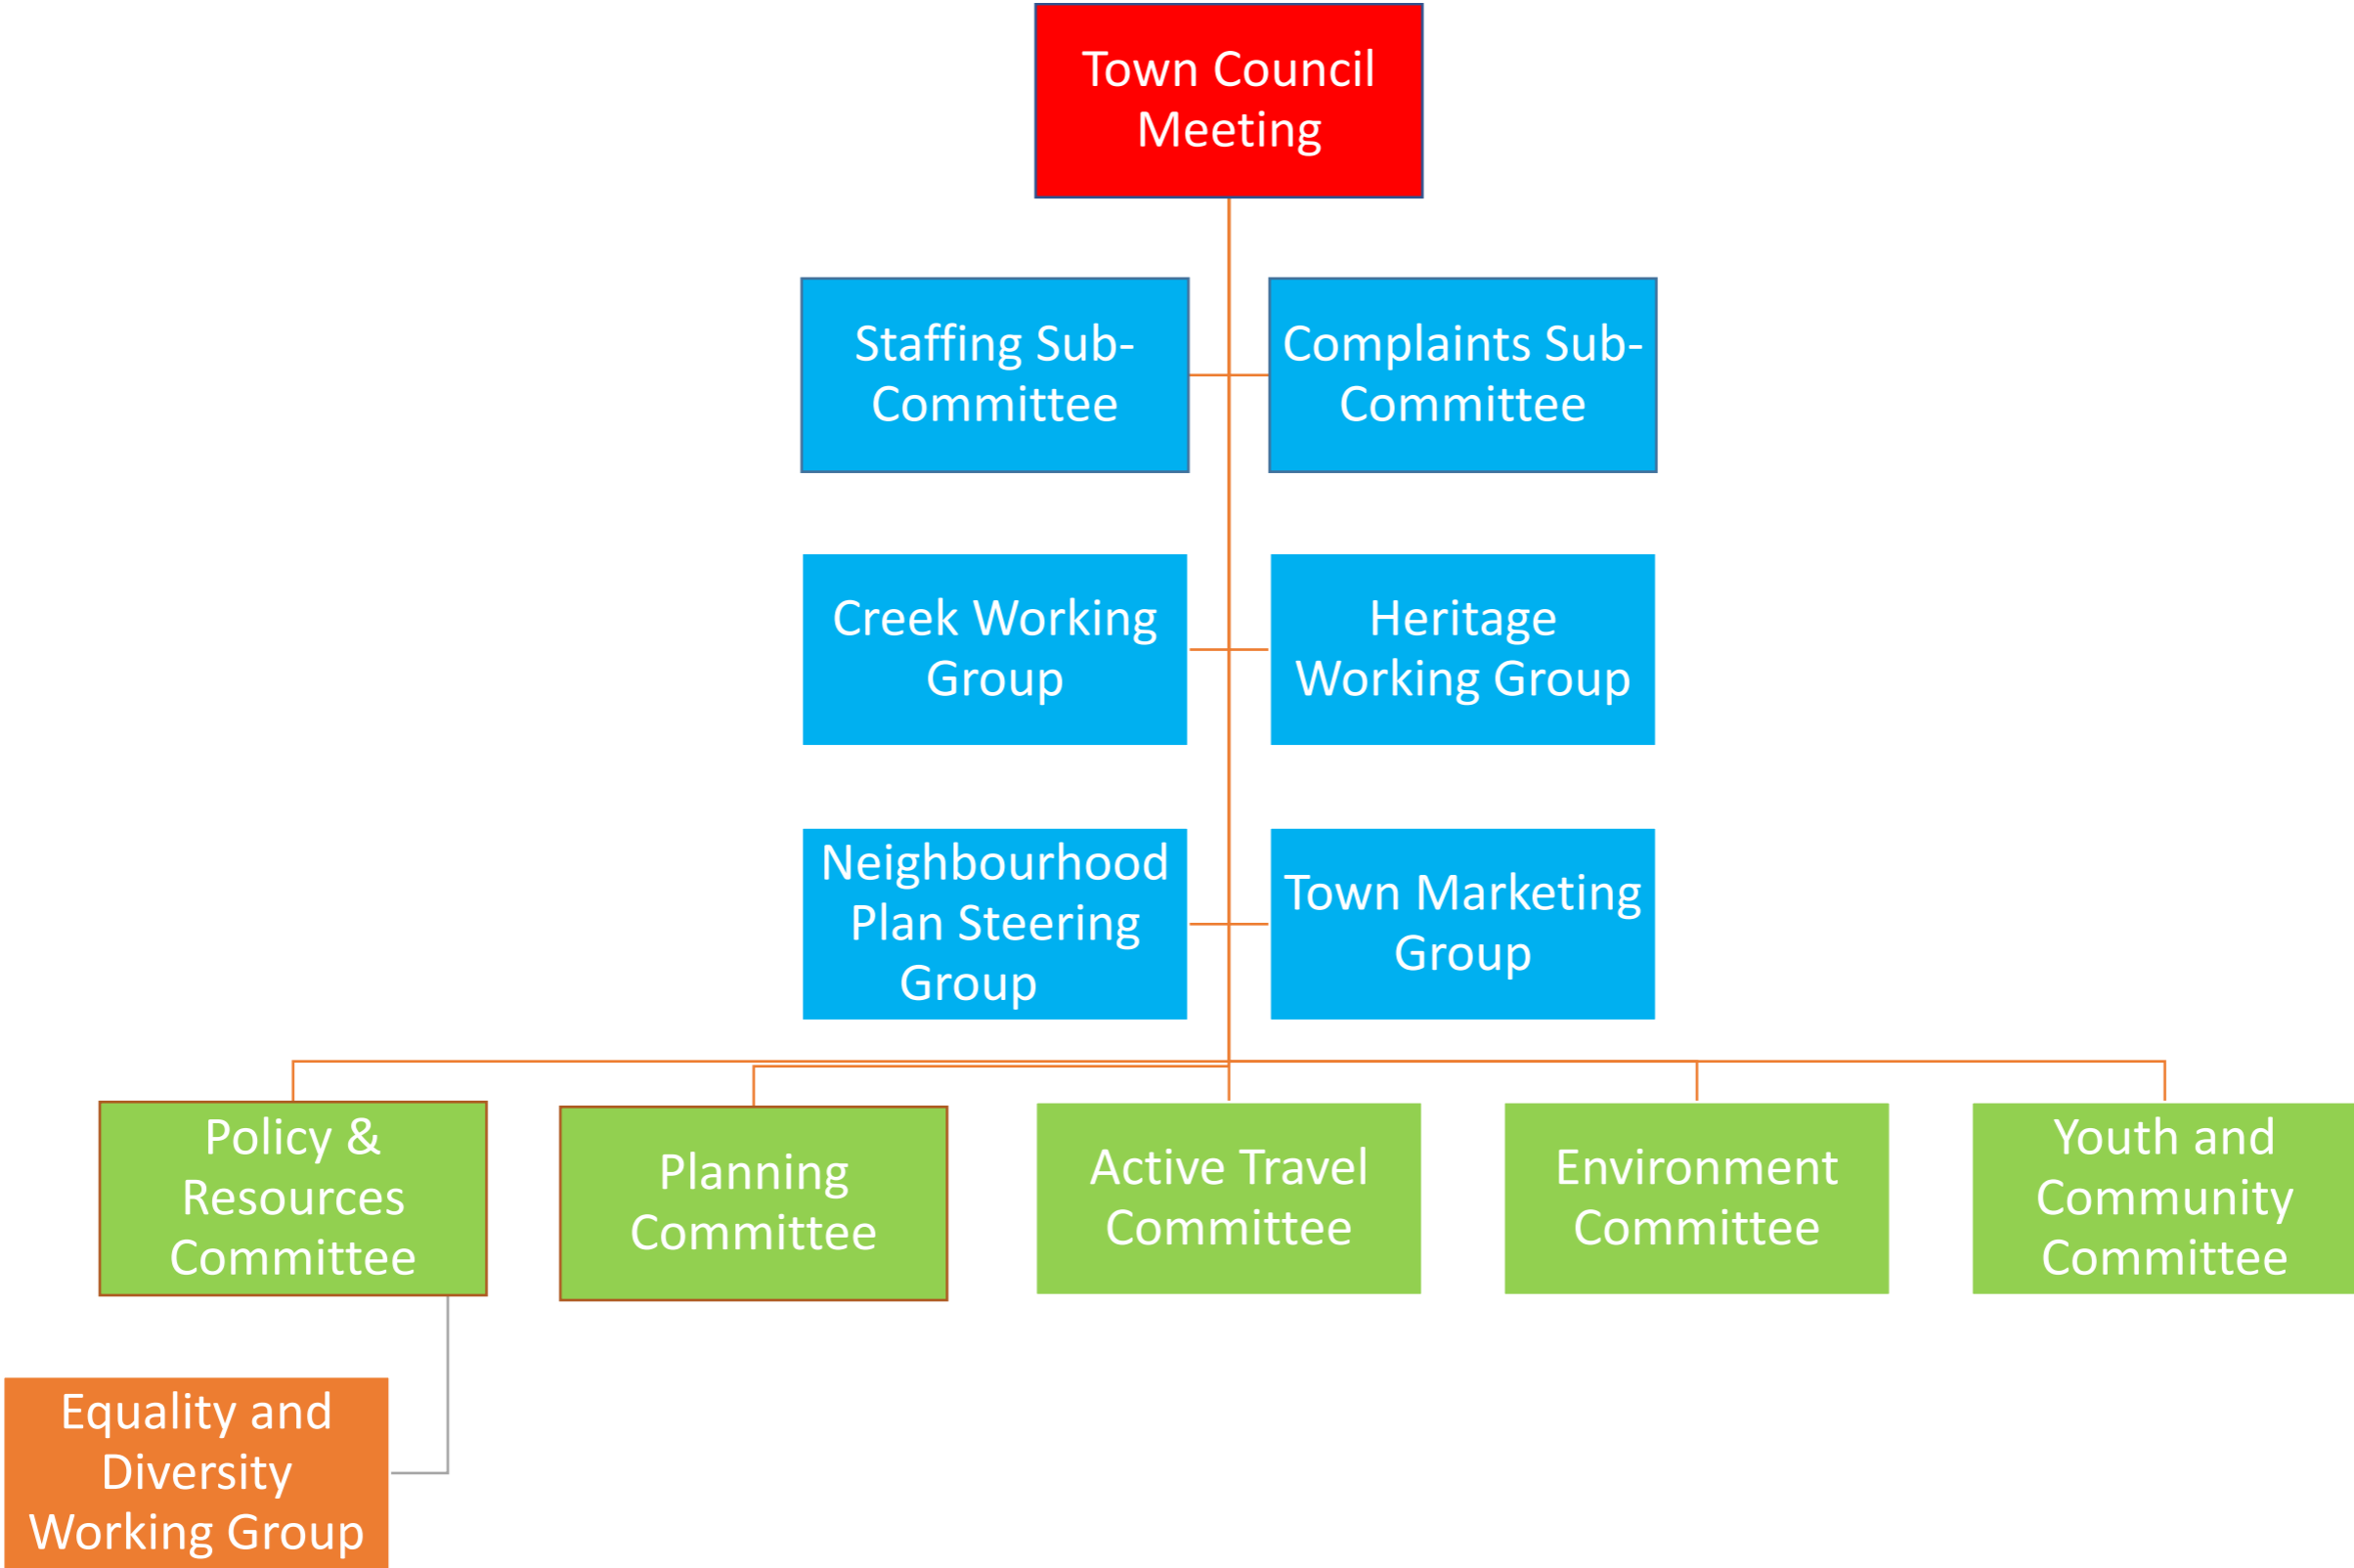 Town Council
Meeting
Staffing Sub-
Committee
Complaints Sub-
Committee
Creek Working
Group
Heritage
Working Group
Neighbourhood
Plan Steering
Group
Town Marketing
Group
Policy &
Resources
Committee
Planning
Committee
Active Travel
Committee
Environment
Committee
Youth and
Community
Committee
Equality and
Diversity
Working Group